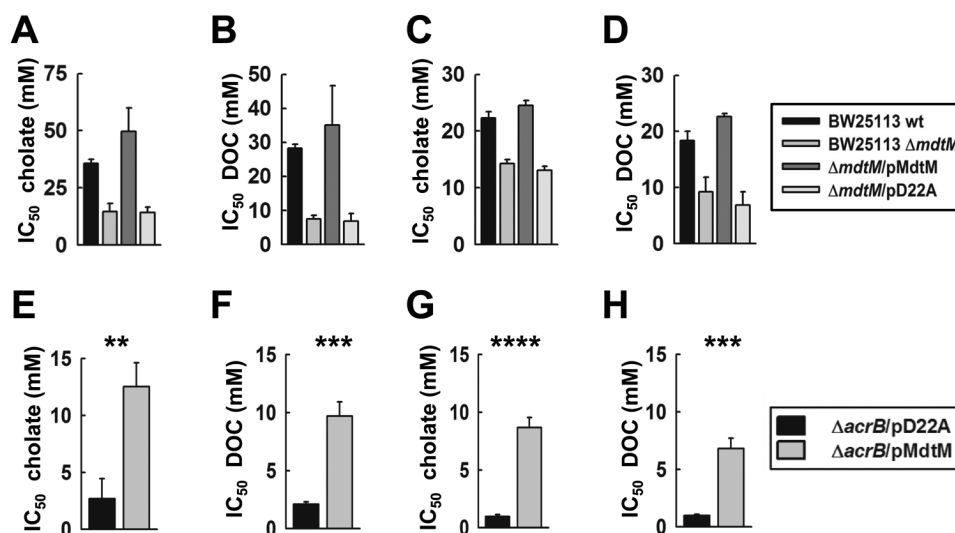 A
IC50 cholate (mM)
75
50
25
0
B
IC50 DOC (mM)
50
40
30
20
10
0
C
IC50 cholate (mM)
30
20
10
0
D
IC50 DOC (mM)
30
20
10
0
BW25113 wt
BW25113 ΔmdtM
ΔmdtM/pMdtM
ΔmdtM/pD22A
E
**
IC50 cholate (mM)
15
10
5
0
F
***
IC50 DOC (mM)
15
10
5
0
G
****
IC50 cholate (mM)
15
10
5
0
H
***
IC50 DOC (mM)
15
10
5
0
ΔacrB/pD22A
ΔacrB/pMdtM